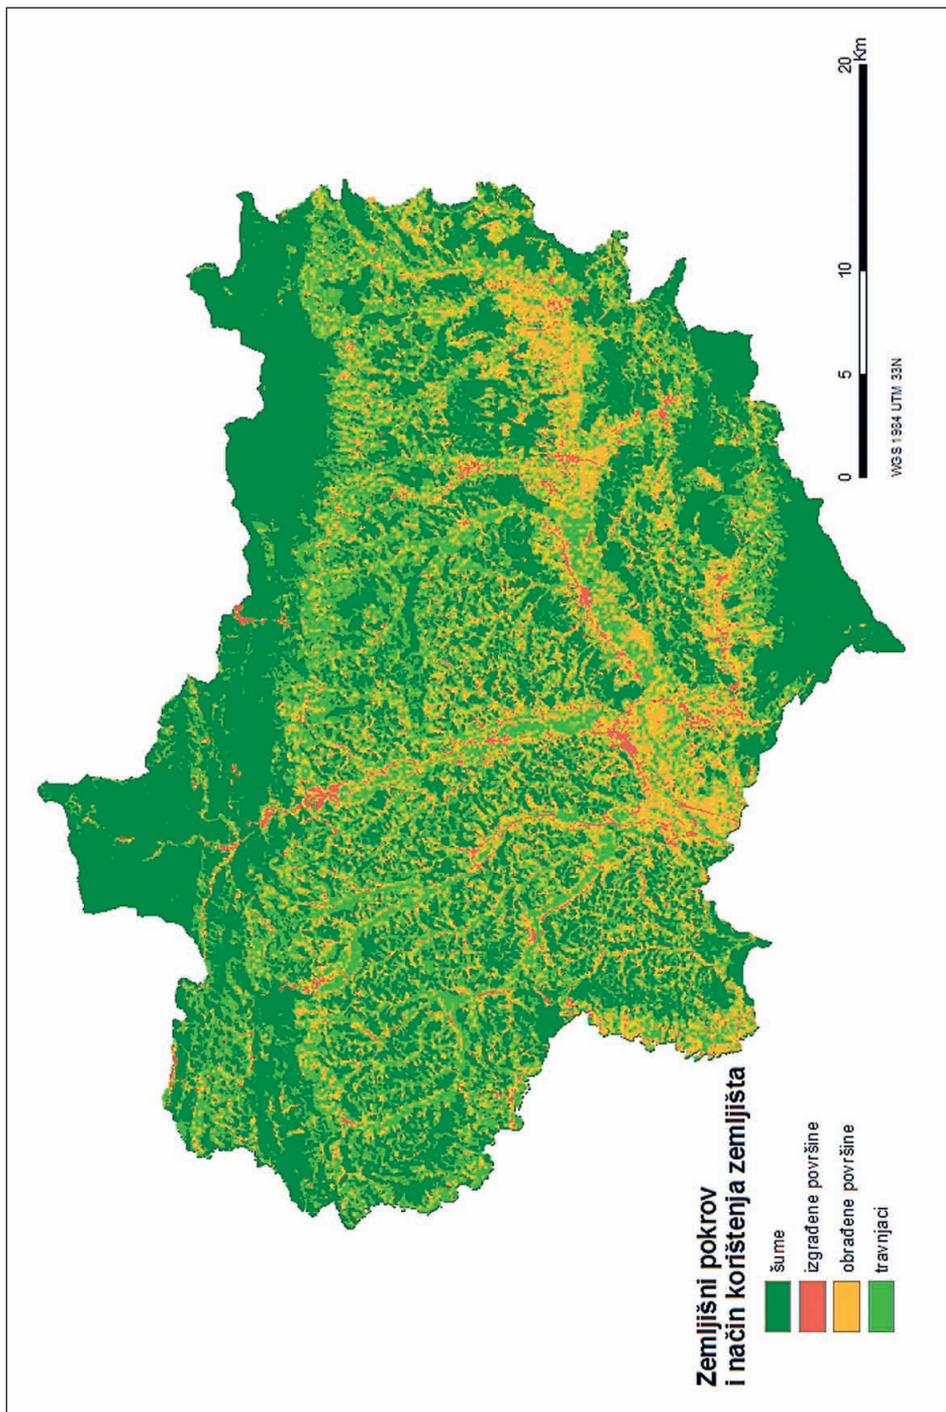 Zemljišni pokrov
i način korištenja zemljišta
šume
izgrađene površine
obrađene površine
travnjaci
0 5 10 20
Km
WGS 1984 UTM 33N